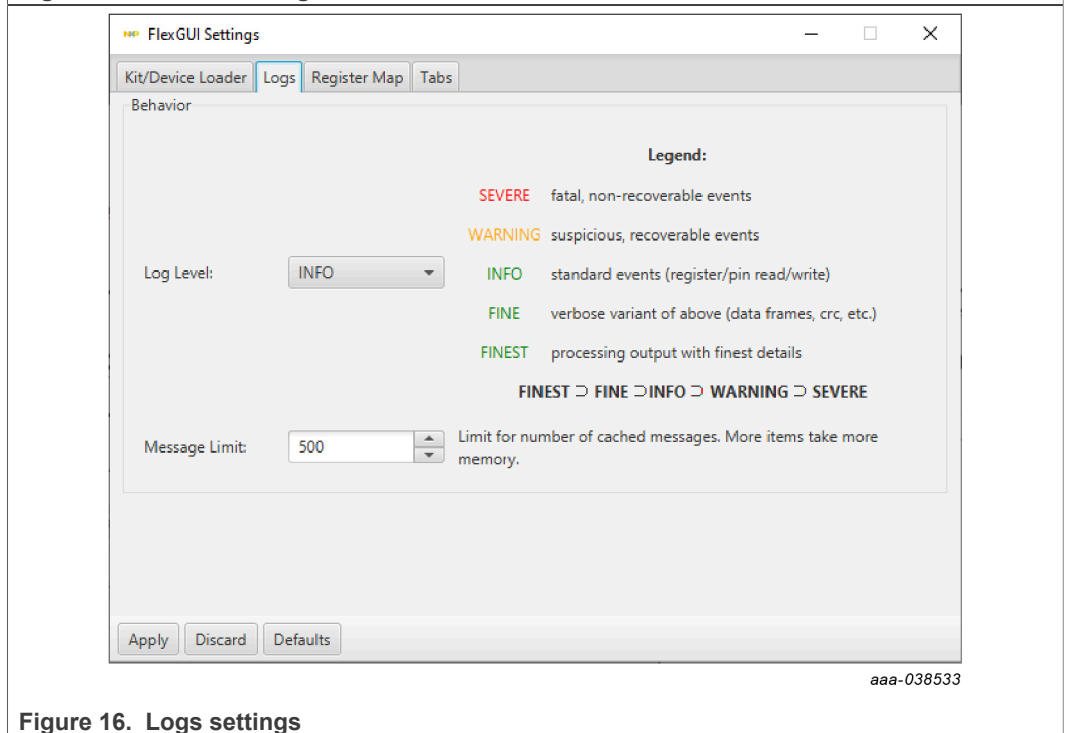 NXP FlexGUI Settings
Kit/Device Loader Logs Register Map Tabs
Behavior
Legend:
SEVERE fatal, non-recoverable events
WARNING suspicious, recoverable events
Log Level: INFO INFO standard events (register/pin read/write)
FINE verbose variant of above (data frames, crc, etc.)
FINEST processing output with finest details
FINEST ⊃ FINE ⊃INFO ⊃ WARNING ⊃ SEVERE
Message Limit: 500 Limit for number of cached messages. More items take more
memory.
Apply Discard Defaults
aaa-038533
Figure 16. Logs settings